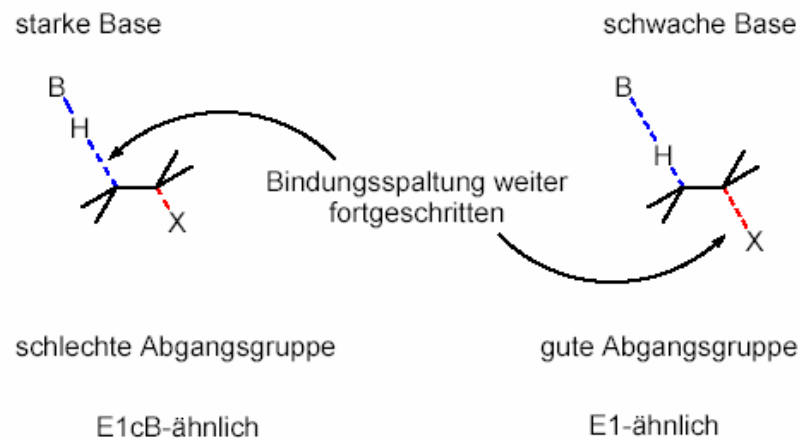 starke Base
schwache Base
B
H
X
B
H
X
Bindungsspaltung weiter
fortgeschritten
schlechte Abgangsgruppe
gute Abgangsgruppe
E1cB-ähnlich
E1-ähnlich